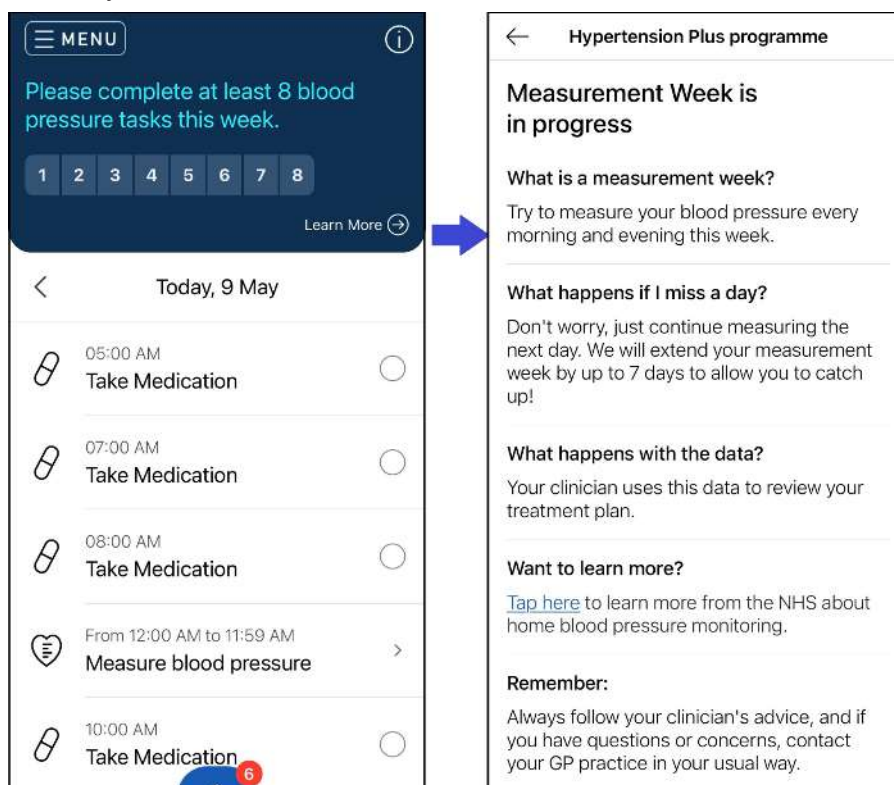 MENU
Please complete at least 8 blood
pressure tasks this week.
1 2 3 4 5 6 7 8
Learn More
Today, 9 May
05:00 AM
Take Medication
07:00 AM
Take Medication
08:00 AM
Take Medication
From 12:00 AM to 11:59 AM
Measure blood pressure
10:00 AM
Take Medication
6
Hypertension Plus programme
Measurement Week is
in progress
What is a measurement week?
Try to measure your blood pressure every
morning and evening this week.
What happens if I miss a day?
Don't worry, just continue measuring the
next day. We will extend your measurement
week by up to 7 days to allow you to catch
up!
What happens with the data?
Your clinician uses this data to review your
treatment plan.
Want to learn more?
Tap here to learn more from the NHS about
home blood pressure monitoring.
Remember:
Always follow your clinician's advice, and if
you have questions or concerns, contact
your GP practice in your usual way.